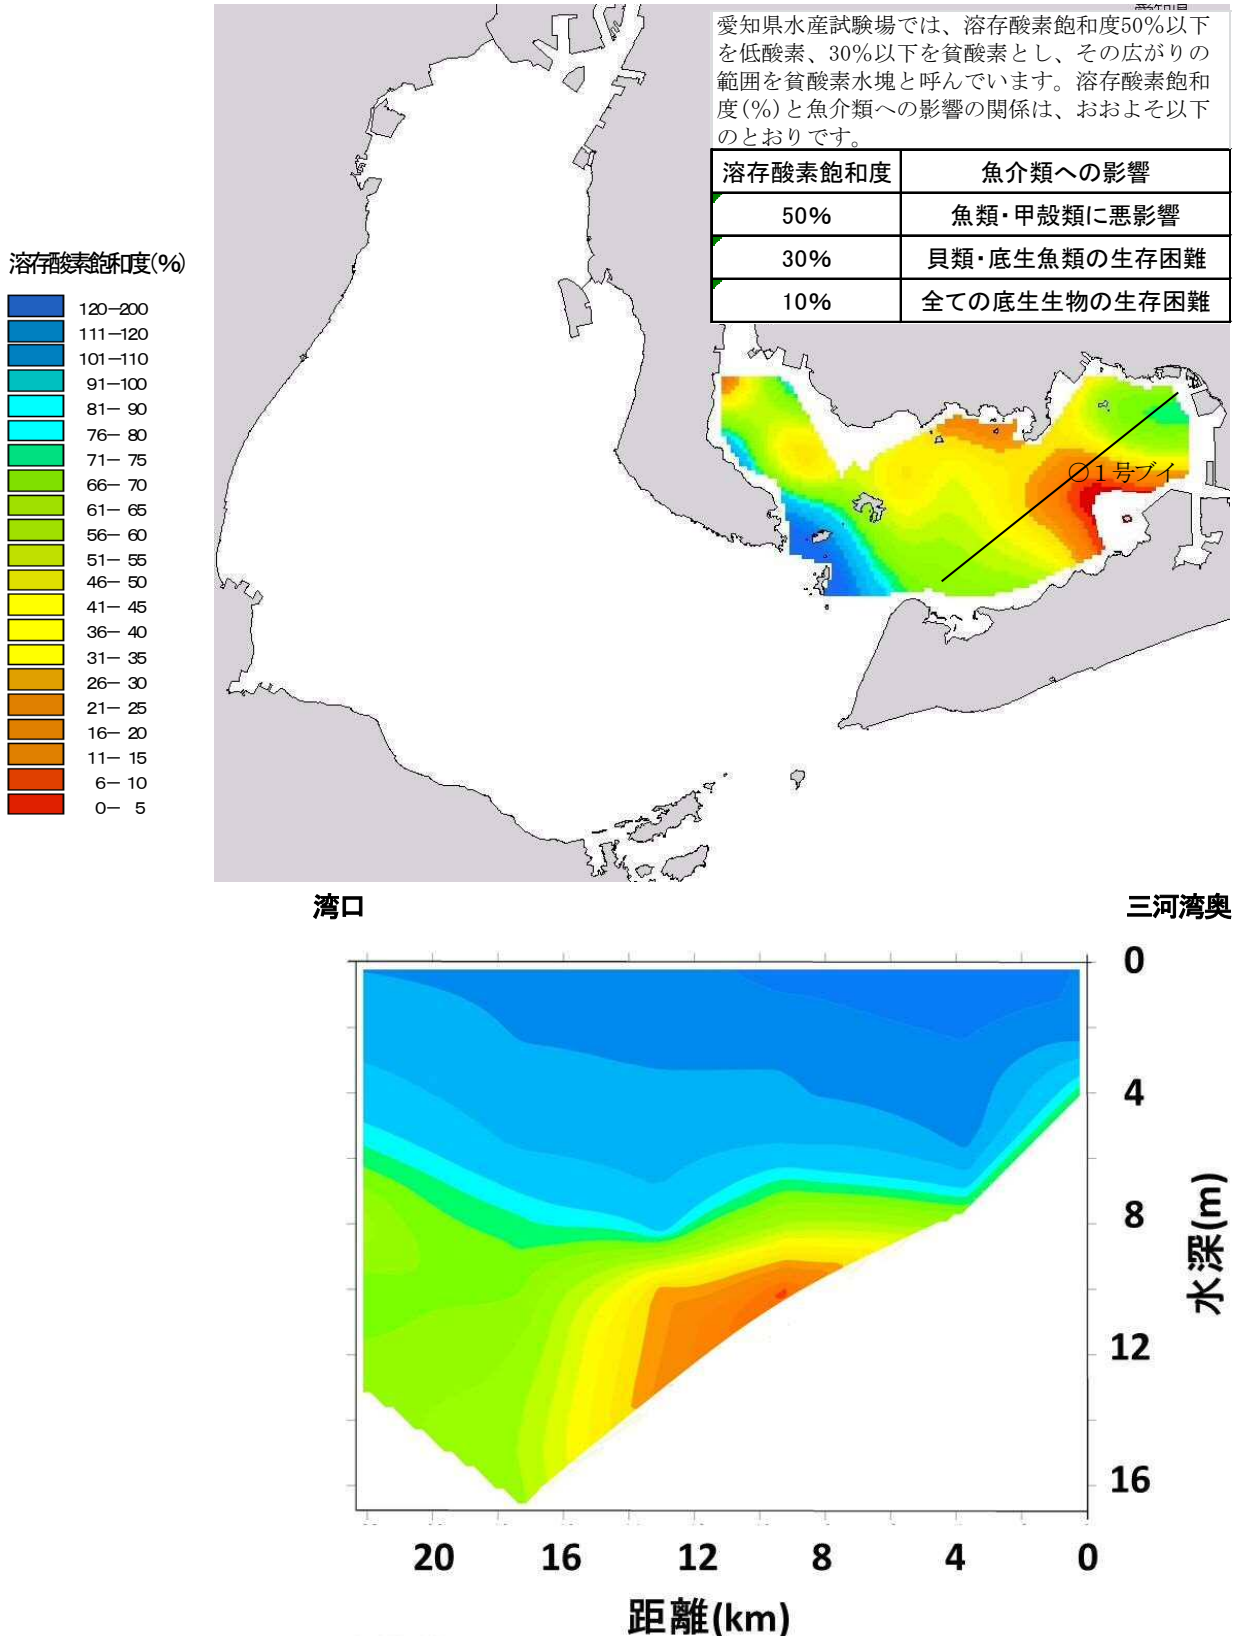 愛知県水産試験場では、溶存酸素飽和度50%以下
を低酸素、30%以下を貧酸素とし、その広がりの
範囲を貧酸素水塊と呼んでいます。溶存酸素飽和
度(%)と魚介類への影響の関係は、おおよそ以下
のとおりです。
溶存酸素飽和度 魚介類への影響
50% 魚類・甲殻類に悪影響
30% 貝類・底生魚類の生存困難
10% 全ての底生生物の生存困難
溶存酸素飽和度(%)
120-200
111-120
101-110
91-100
81- 90
76- 80
71- 75
66- 70
61- 65
56- 60
51- 55
46- 50
41- 45
36- 40
31- 35
26- 30
21- 25
16- 20
11- 15
6- 10
0- 5
◎1号ブイ
湾口 三河湾奥
0
4
8
12
16
水深(m)
20 16 12 8 4 0
距離(km)